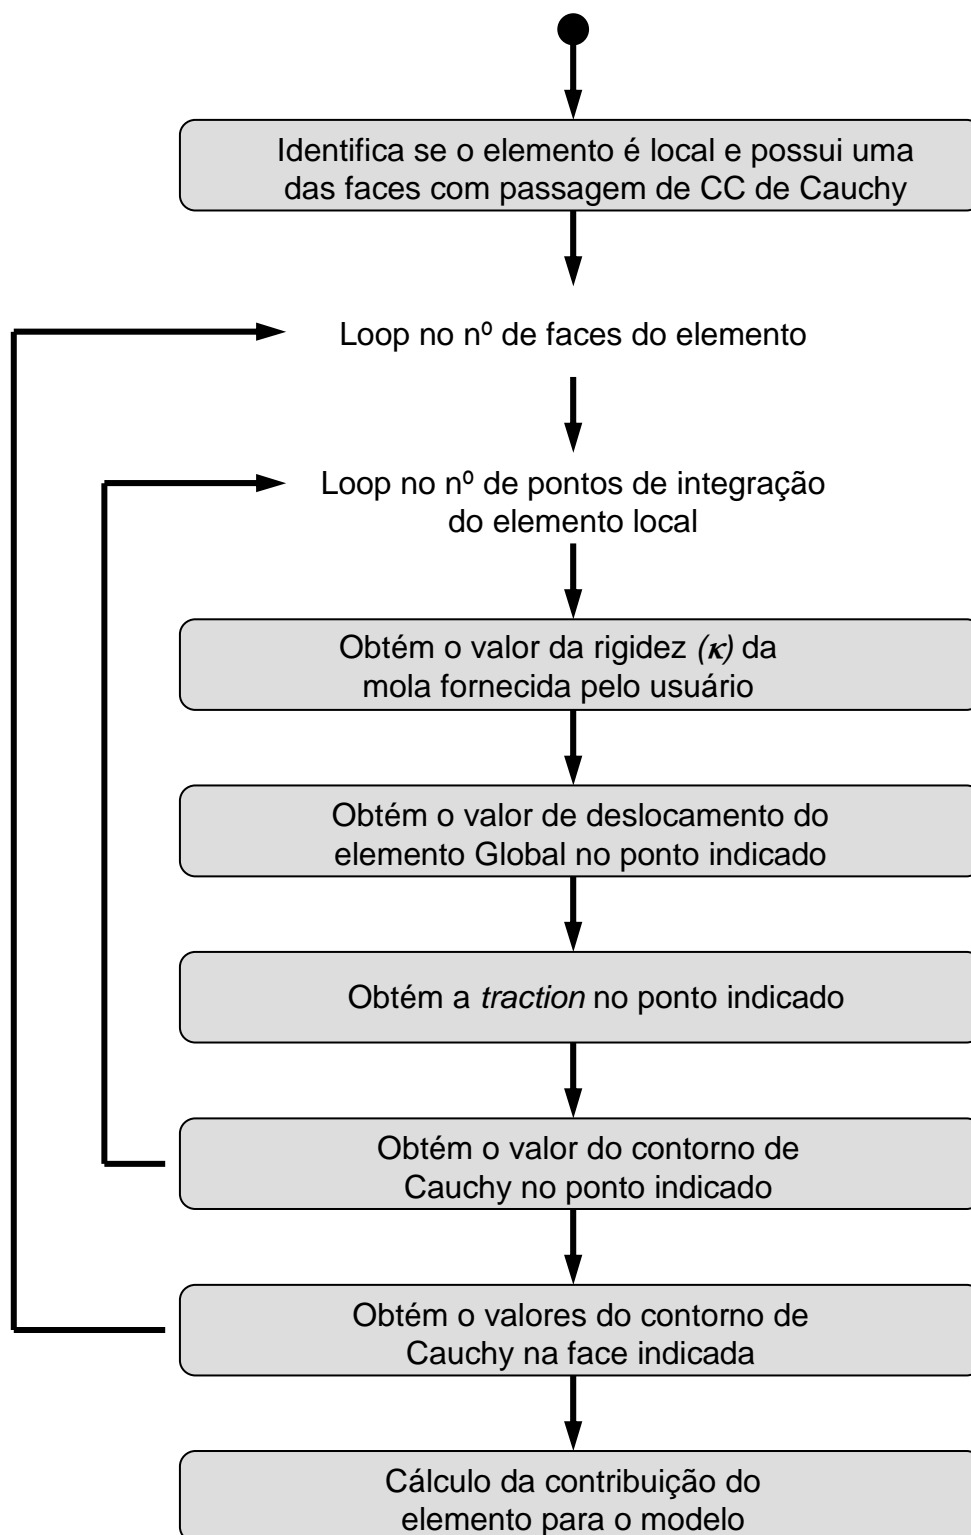 Identifica se o elemento é local e possui uma
das faces com passagem de CC de Cauchy
Loop no nº de faces do elemento
Loop no nº de pontos de integração
do elemento local
Obtém o valor da rigidez (κ) da
mola fornecida pelo usuário
Obtém o valor de deslocamento do
elemento Global no ponto indicado
Obtém a traction no ponto indicado
Obtém o valor do contorno de
Cauchy no ponto indicado
Obtém o valores do contorno de
Cauchy na face indicada
Cálculo da contribuição do
elemento para o modelo